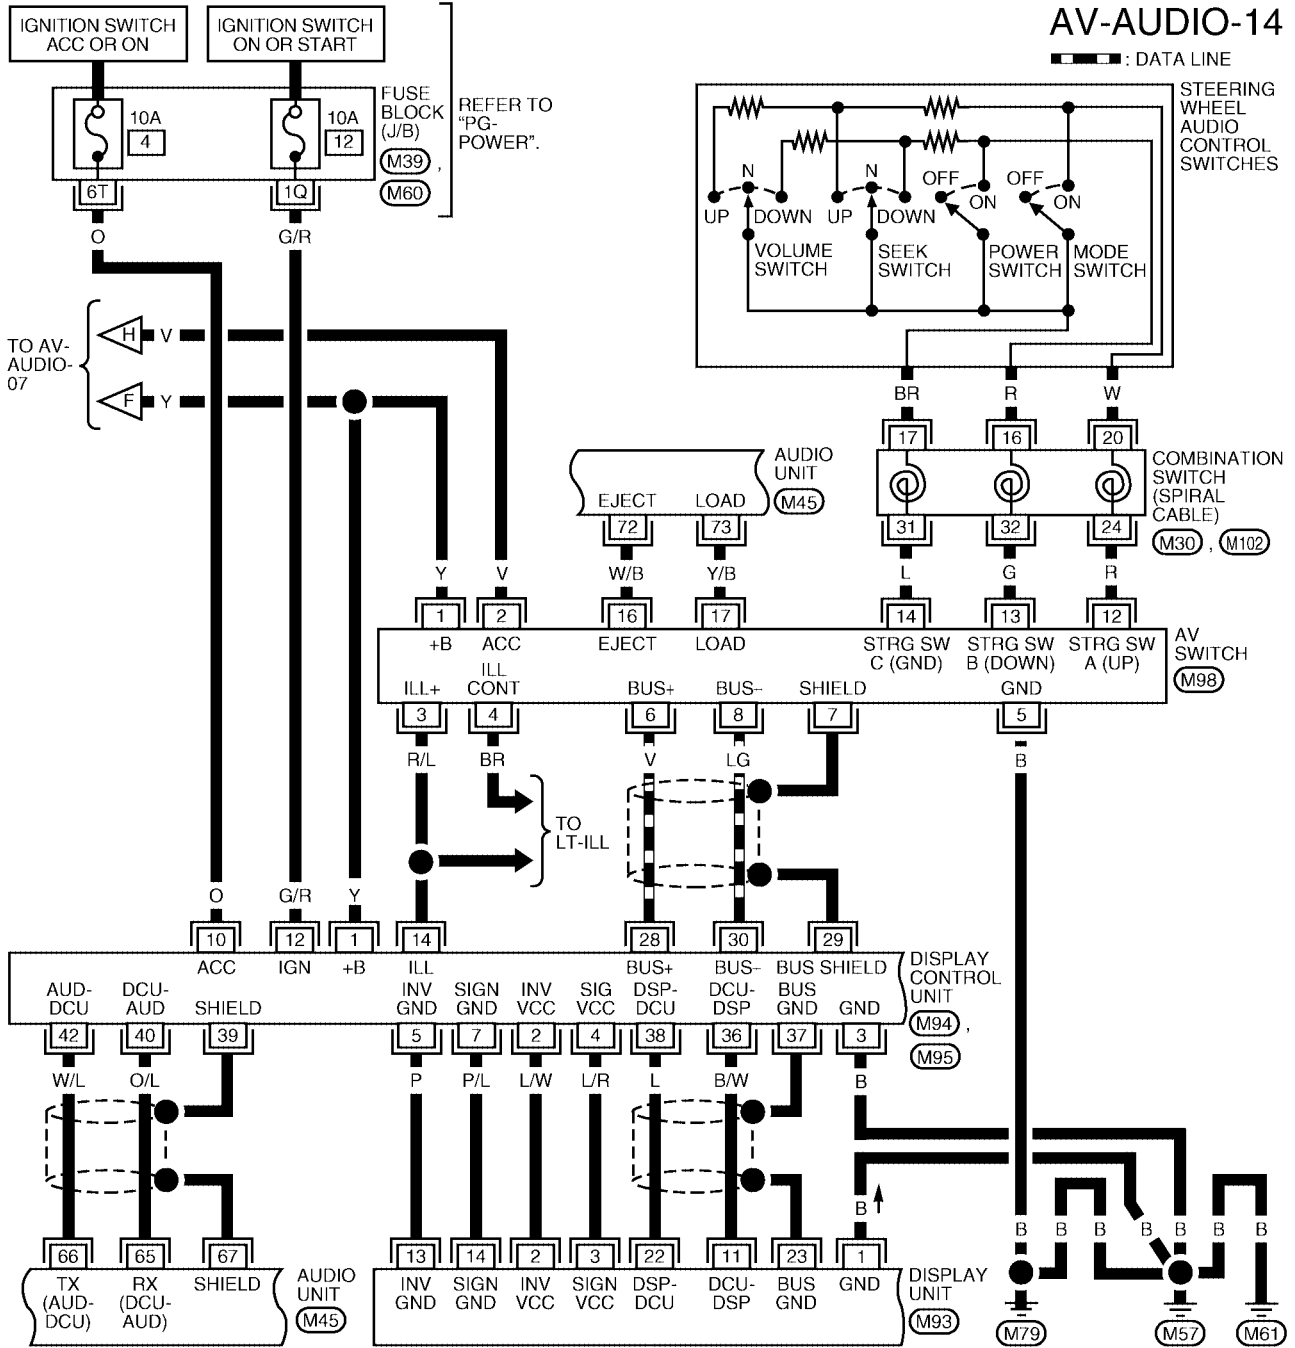 AV-AUDIO-14
: DATA LINE
IGNITION SWITCH
ACC OR ON
IGNITION SWITCH
ON OR START
FUSE
BLOCK
(J/B)
M39 ,
M60
REFER TO
"PG-
POWER".
10A
4
10A
12
6T
1Q
O
G/R
STEERING
WHEEL
AUDIO
CONTROL
SWITCHES
N
UP
DOWN
VOLUME
SWITCH
N
UP
DOWN
SEEK
SWITCH
OFF
ON
POWER
SWITCH
OFF
ON
MODE
SWITCH
TO AV-
AUDIO-
07
H
V
F
Y
BR
R
W
17
16
20
COMBINATION
SWITCH
(SPIRAL
CABLE)
M30 , M102
31
32
24
L
G
R
AUDIO
UNIT
M45
EJECT
LOAD
72
73
Y
V
W/B
Y/B
1
2
16
17
14
13
12
+B
ACC
EJECT
LOAD
STRG SW
C (GND)
STRG SW
B (DOWN)
STRG SW
A (UP)
AV
SWITCH
M98
ILL+
ILL
CONT
BUS+
BUS-
SHIELD
GND
3
4
6
8
7
5
R/L
BR
V
LG
B
TO
LT-ILL
O
G/R
Y
10
12
1
14
28
30
29
ACC
IGN
+B
ILL
BUS+
BUS-
BUS SHIELD
DISPLAY
CONTROL
UNIT
M94 ,
M95
AUD-
DCU
DCU-
AUD
SHIELD
INV
GND
SIGN
GND
INV
VCC
SIG
VCC
DSP-
DCU
DCU-
DSP
BUS
GND
GND
42
40
39
5
7
2
4
38
36
37
3
W/L
O/L
P
P/L
L/W
L/R
L
B/W
B
B
B
B
B
B
B
B
B
66
65
67
13
14
2
3
22
11
23
1
TX
(AUD-
DCU)
RX
(DCU-
AUD)
SHIELD
AUDIO
UNIT
M45
INV
GND
SIGN
GND
INV
VCC
SIGN
VCC
DSP-
DCU
DCU-
DSP
BUS
GND
GND
DISPLAY
UNIT
M93
M79
M57
M61